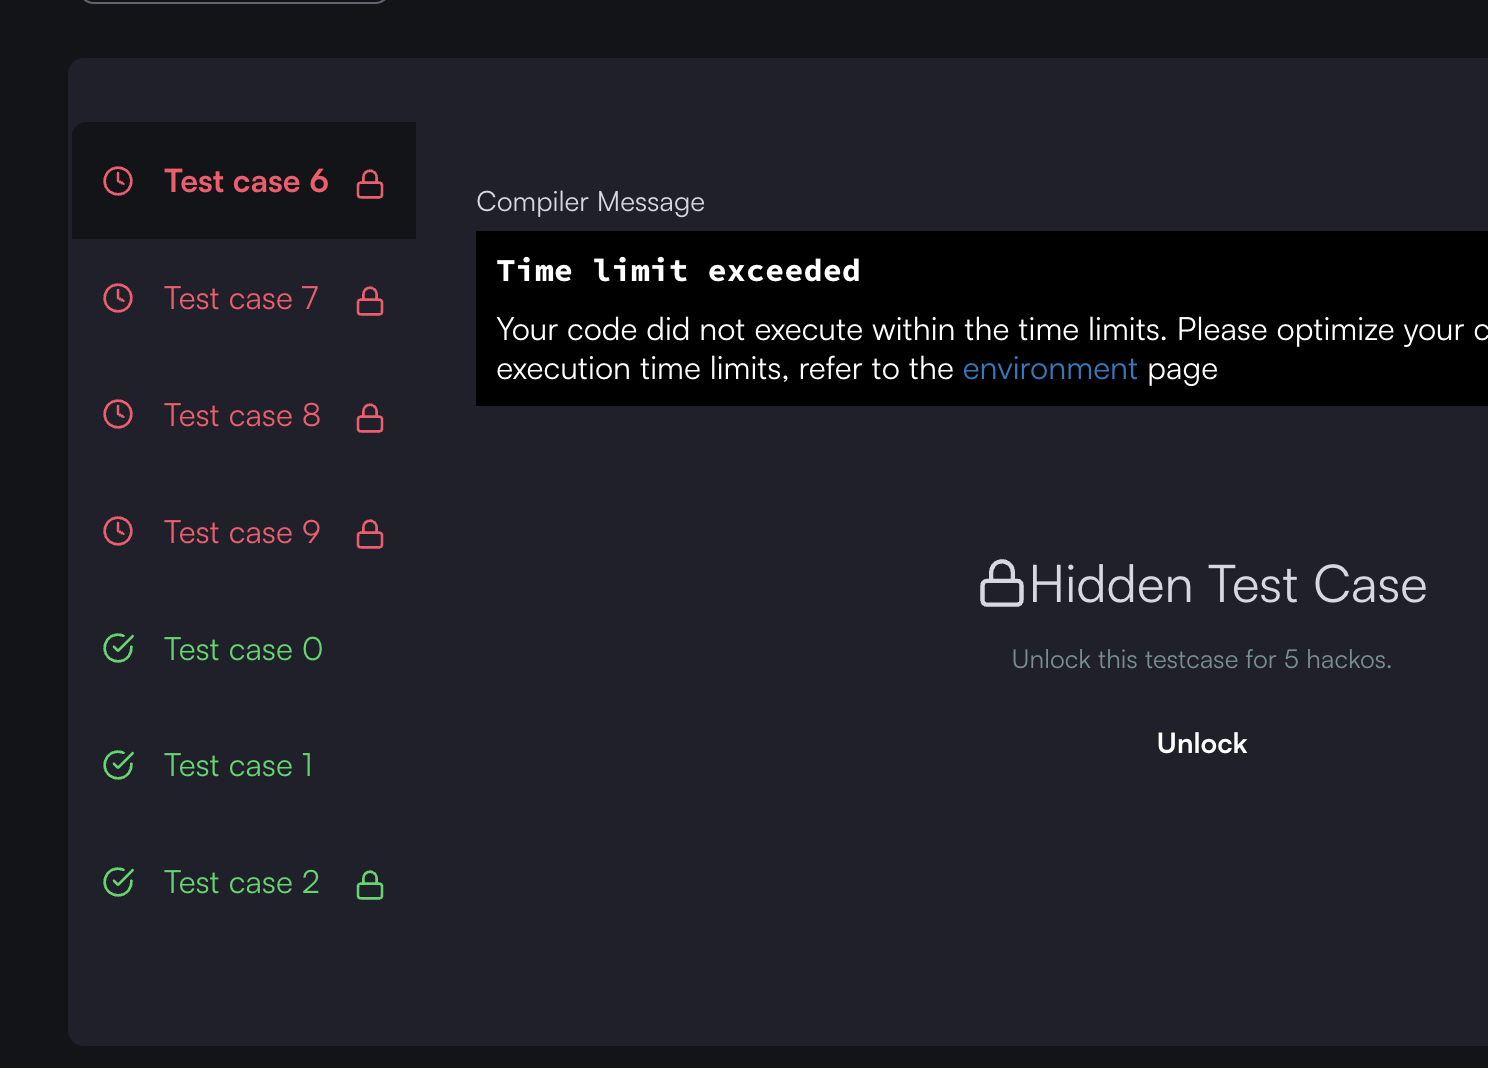 Test case 6
Test case 7
Test case 8
Test case 9
Test case 0
Test case 1
Test case 2
Compiler Message
Time limit exceeded
Your code did not execute within the time limits. Please optimize your
execution time limits, refer to the environment page
Hidden Test Case
Unlock this testcase for 5 hackos.
Unlock